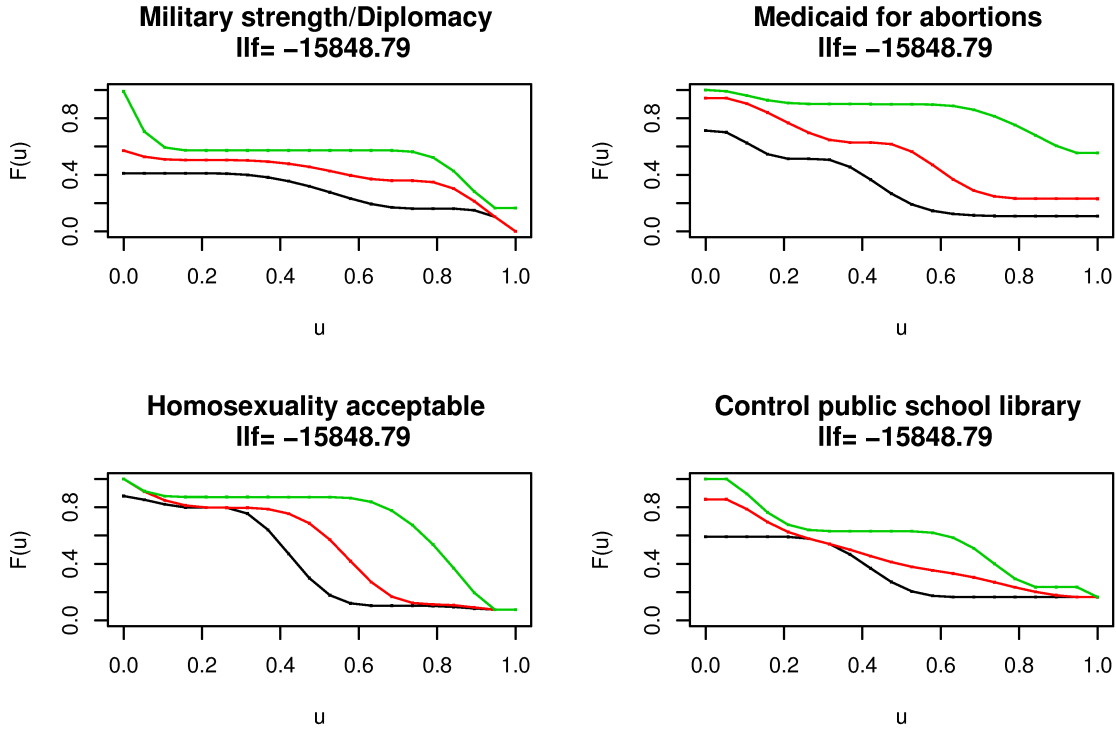 Military strength/Diplomacy
llf= −15848.79
F(u)
0.0 0.4 0.8
0.0 0.2 0.4 0.6 0.8 1.0
u
Medicaid for abortions
llf= −15848.79
F(u)
0.0 0.4 0.8
0.0 0.2 0.4 0.6 0.8 1.0
u
Homosexuality acceptable
llf= −15848.79
F(u)
0.0 0.4 0.8
0.0 0.2 0.4 0.6 0.8 1.0
u
Control public school library
llf= −15848.79
F(u)
0.0 0.4 0.8
0.0 0.2 0.4 0.6 0.8 1.0
u